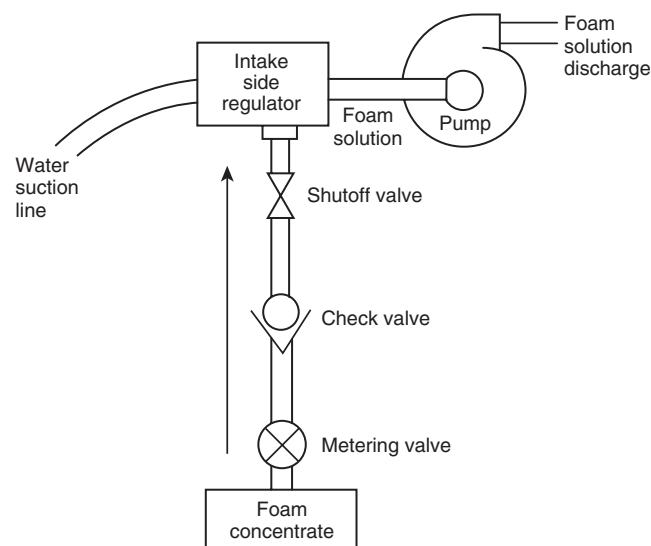 Foam
solution
discharge
Intake
side
regulator
Foam
solution
Pump
Water
suction
line
Shutoff valve
Check valve
Metering valve
Foam
concentrate